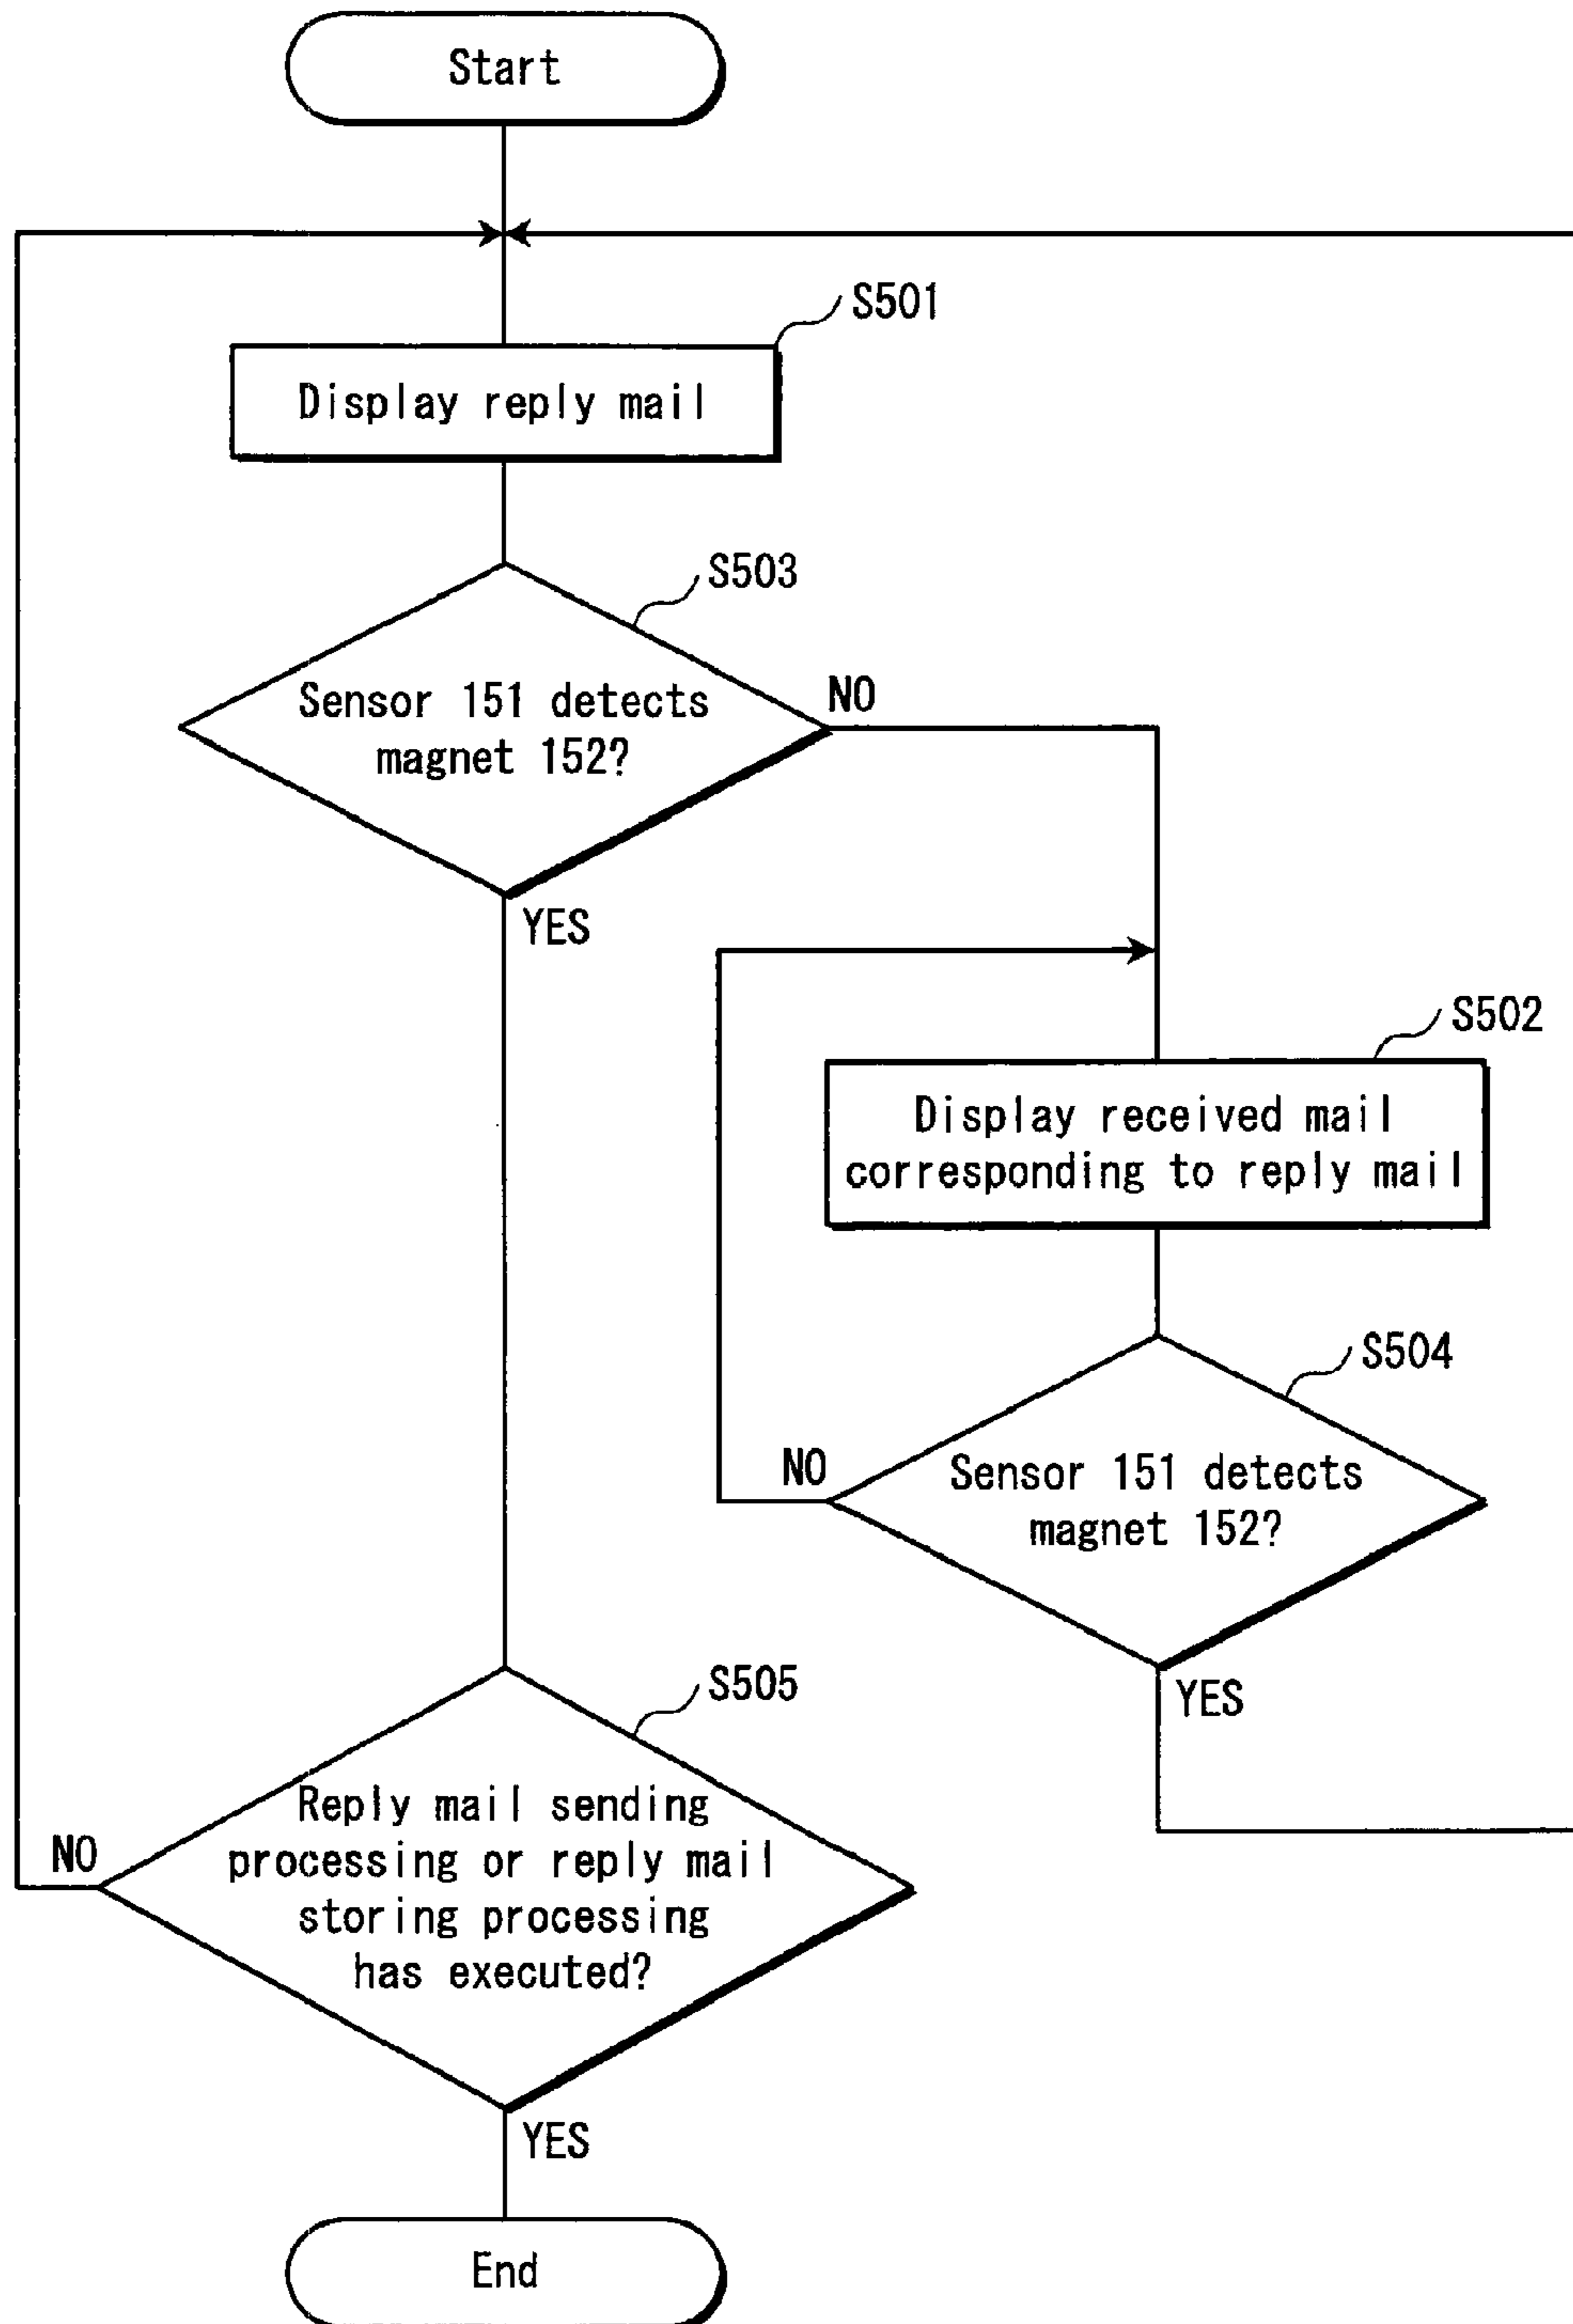 Start
S501
Display reply mail
S503
Sensor 151 detects
magnet 152?
NO
YES
S502
Display received mail
corresponding to reply mail
S504
Sensor 151 detects
magnet 152?
NO
YES
S505
Reply mail sending
processing or reply mail
storing processing
has executed?
NO
YES
End